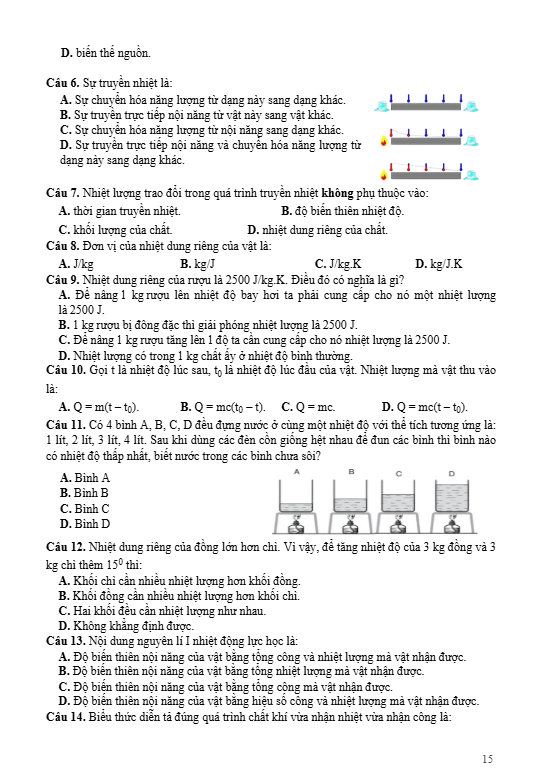 D. biến thế nguồn.
Câu 6. Sự truyền nhiệt là:
A. Sự chuyển hóa năng lượng từ dạng này sang dạng khác.
B. Sự truyền trực tiếp nội năng từ vật này sang vật khác.
C. Sự chuyển hóa năng lượng từ nội năng sang dạng khác.
D. Sự truyền trực tiếp nội năng và chuyển hóa năng lượng từ
dạng này sang dạng khác.
Câu 7. Nhiệt lượng trao đổi trong quá trình truyền nhiệt không phụ thuộc vào:
A. thời gian truyền nhiệt. B. độ biến thiên nhiệt độ.
C. khối lượng của chất. D. nhiệt dung riêng của chất.
Câu 8. Đơn vị của nhiệt dung riêng của vật là:
A. J/kg B. kg/J C. J/kg.K D. kg/J.K
Câu 9. Nhiệt dung riêng của rượu là 2500 J/kg.K. Điều đó có nghĩa là gì?
A. Để nâng 1 kg rượu lên nhiệt độ bay hơi ta phải cung cấp cho nó một nhiệt lượng
là 2500 J.
B. 1 kg rượu bị đông đặc thì giải phóng nhiệt lượng là 2500 J.
C. Để nâng 1 kg rượu tăng lên 1 độ ta cần cung cấp cho nó nhiệt lượng là 2500 J.
D. Nhiệt lượng có trong 1 kg chất ấy ở nhiệt độ bình thường.
Câu 10. Gọi t là nhiệt độ lúc sau, t₀ là nhiệt độ lúc đầu của vật. Nhiệt lượng mà vật thu vào
là:
A. Q = m(t – t₀). B. Q = mc(t₀ – t). C. Q = mc. D. Q = mc(t – t₀).
Câu 11. Có 4 bình A, B, C, D đều đựng nước ở cùng một nhiệt độ với thể tích tương ứng là:
1 lít, 2 lít, 3 lít, 4 lít. Sau khi dùng các đèn cồn giống hệt nhau để đun các bình thì bình nào
có nhiệt độ thấp nhất, biết nước trong các bình chưa sôi?
A. Bình A
B. Bình B
C. Bình C
D. Bình D
A B C D
Câu 12. Nhiệt dung riêng của đồng lớn hơn chì. Vì vậy, để tăng nhiệt độ của 3 kg đồng và 3
kg chì thêm 15⁰ thì:
A. Khối chì cần nhiều nhiệt lượng hơn khối đồng.
B. Khối đồng cần nhiều nhiệt lượng hơn khối chì.
C. Hai khối đều cần nhiệt lượng như nhau.
D. Không khẳng định được.
Câu 13. Nội dung nguyên lí I nhiệt động lực học là:
A. Độ biến thiên nội năng của vật bằng tổng công và nhiệt lượng mà vật nhận được.
B. Độ biến thiên nội năng của vật bằng tổng nhiệt lượng mà vật nhận được.
C. Độ biến thiên nội năng của vật bằng tổng công mà vật nhận được.
D. Độ biến thiên nội năng của vật bằng hiệu số công và nhiệt lượng mà vật nhận được.
Câu 14. Biểu thức diễn tả đúng quá trình chất khí vừa nhận nhiệt vừa nhận công là:
15